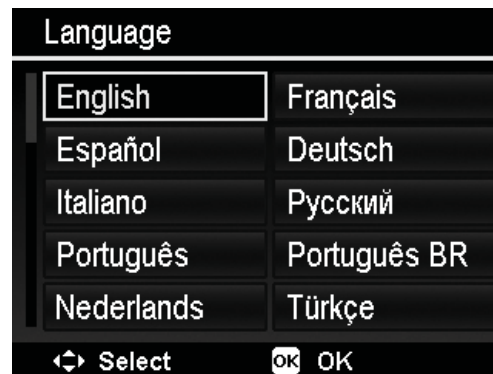 Language
English Français
Español Deutsch
Italiano Русский
Português Português BR
Nederlands Türkçe
Select OK OK